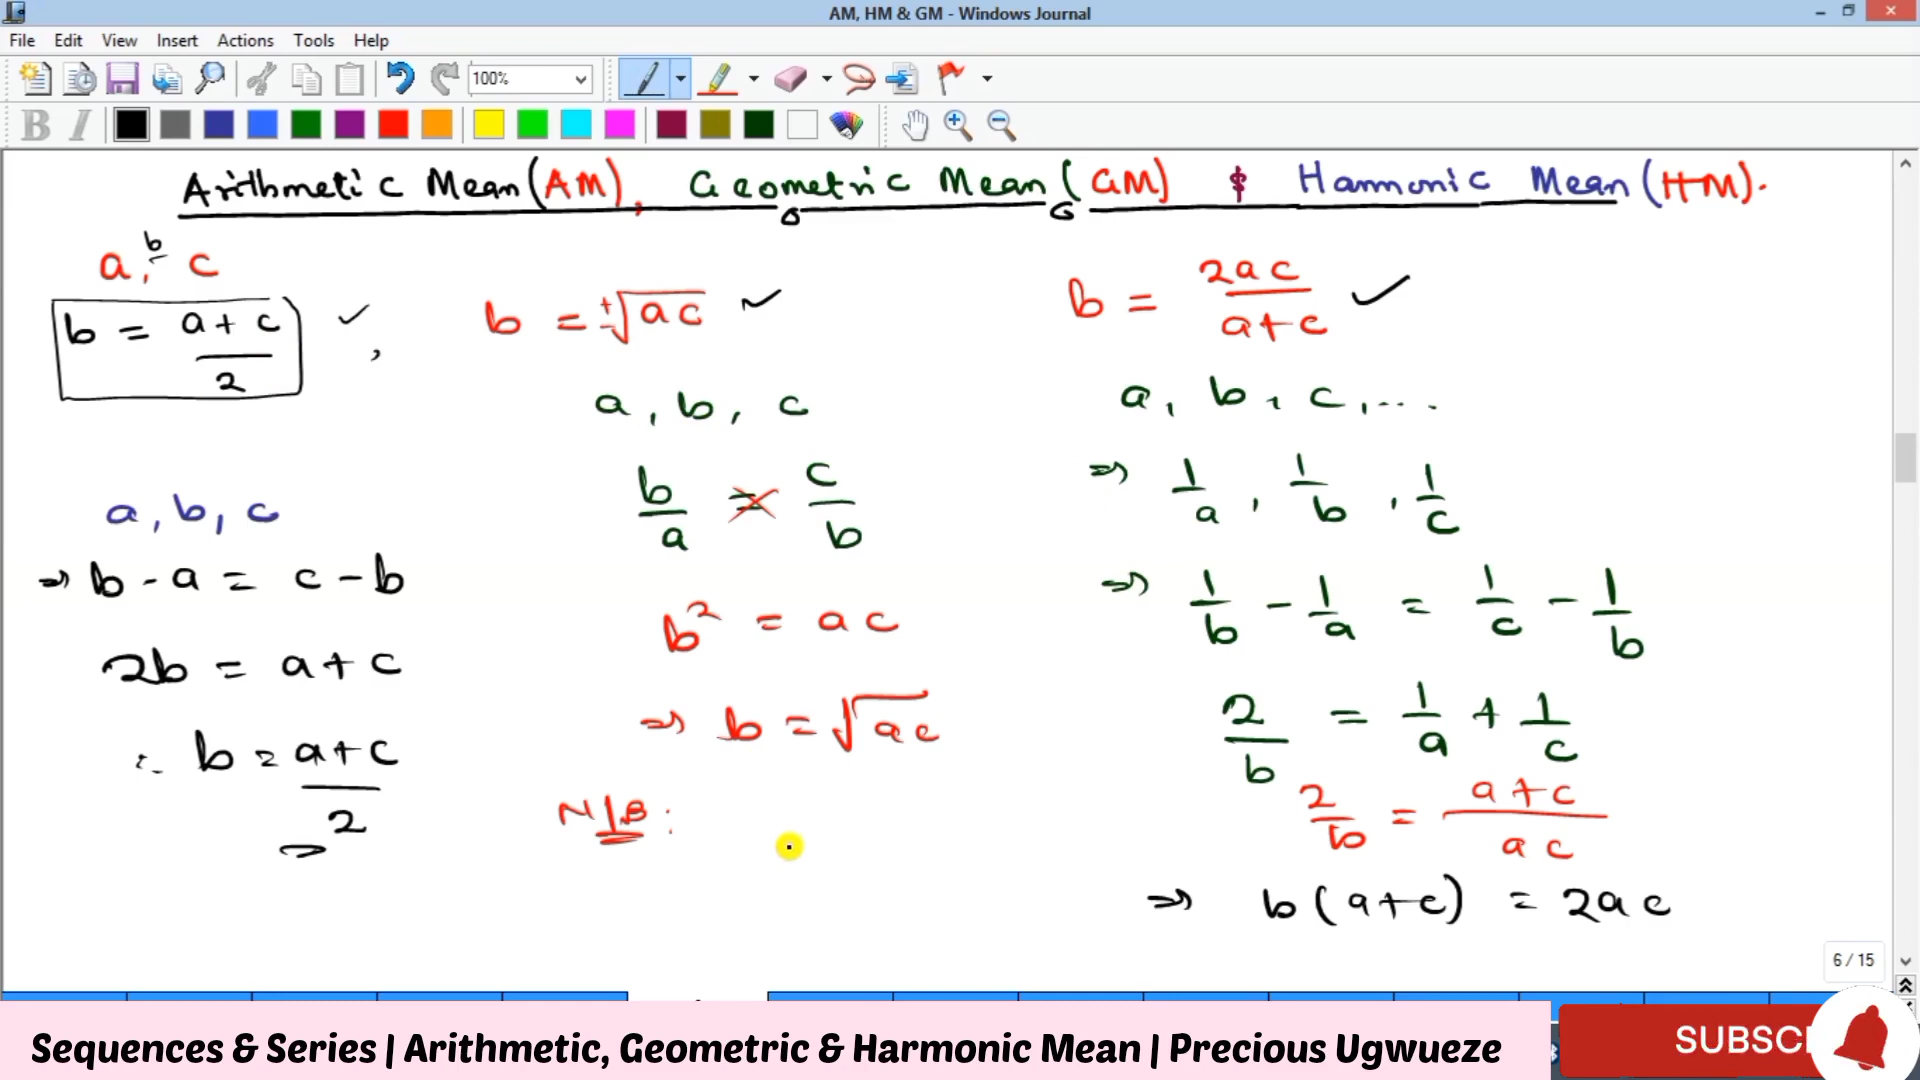 AM, HM & GM - Windows Journal
File Edit View Insert Actions Tools Help
100%
B I
Arithmetic Mean (AM), Geometric Mean (GM) $ Harmonic Mean (HM).
a, b c
b = a+c / 2
a, b, c
⇒ b - a = c - b
2b = a+c
∴ b = a+c / 2
b = ±√ac
a, b, c
b/a = c/b
b² = ac
⇒ b = √ac
N/B:
b = 2ac / a+c
a, b, c, ...
⇒ 1/a, 1/b, 1/c
⇒ 1/b - 1/a = 1/c - 1/b
2/b = 1/a + 1/c
2/b = a+c / ac
⇒ b(a+c) = 2ac
6 / 15
Sequences & Series | Arithmetic, Geometric & Harmonic Mean | Precious Ugwueze
SUBSC